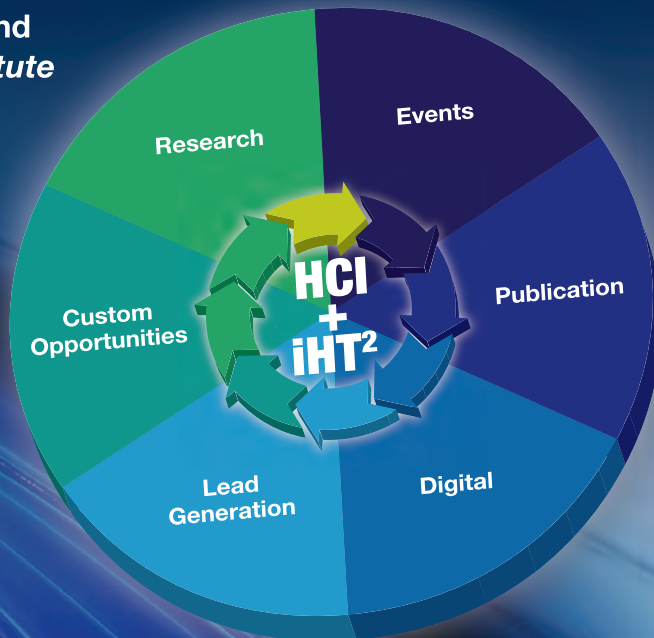 nd
tute
Research
Events
Custom
Opportunities
HCI
+
iHT²
Publication
Lead
Generation
Digital